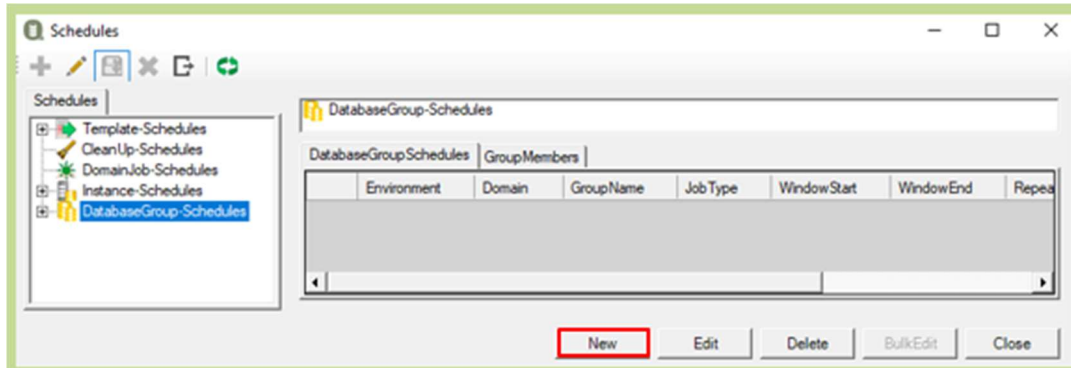 Schedules
Schedules
Template-Schedules
CleanUp-Schedules
DomainJob-Schedules
Instance-Schedules
DatabaseGroup-Schedules
DatabaseGroup-Schedules
DatabaseGroupSchedules GroupMembers
Environment Domain GroupName JobType WindowStart WindowEnd Repea
New Edit Delete BulkEdit Close